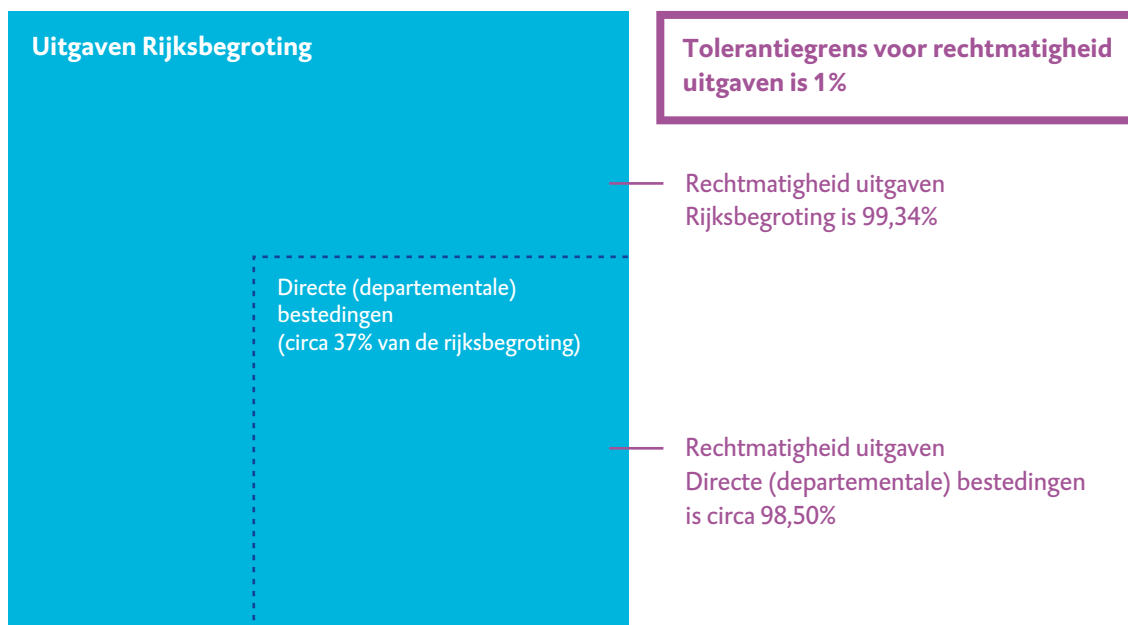 Uitgaven Rijksbegroting
Tolerantiegrens voor rechtmatigheid
uitgaven is 1%
Rechtmatigheid uitgaven
Rijksbegroting is 99,34%
Directe (departementale)
bestedingen
(circa 37% van de rijksbegroting)
Rechtmatigheid uitgaven
Directe (departementale) bestedingen
is circa 98,50%